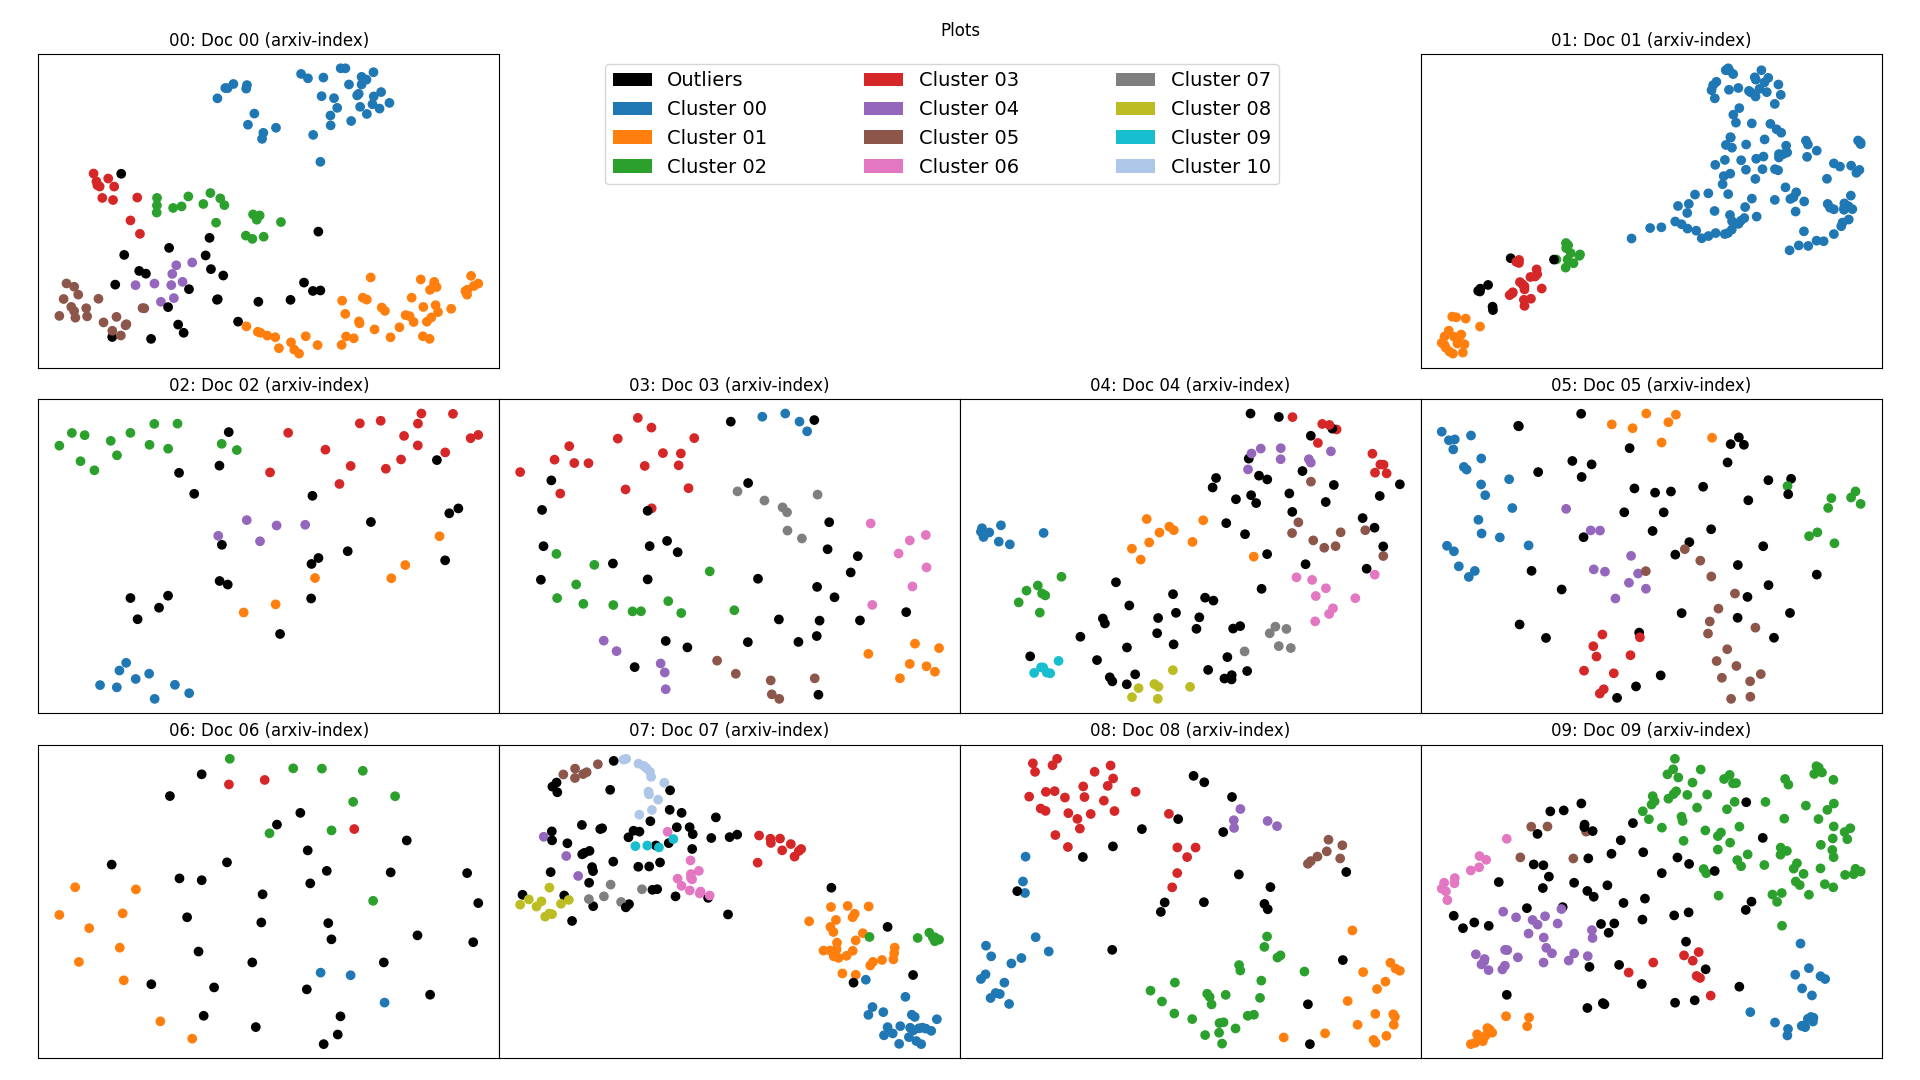 Plots
00: Doc 00 (arxiv-index)
Outliers
Cluster 00
Cluster 01
Cluster 02
Cluster 03
Cluster 04
Cluster 05
Cluster 06
Cluster 07
Cluster 08
Cluster 09
Cluster 10
01: Doc 01 (arxiv-index)
02: Doc 02 (arxiv-index)
03: Doc 03 (arxiv-index)
04: Doc 04 (arxiv-index)
05: Doc 05 (arxiv-index)
06: Doc 06 (arxiv-index)
07: Doc 07 (arxiv-index)
08: Doc 08 (arxiv-index)
09: Doc 09 (arxiv-index)